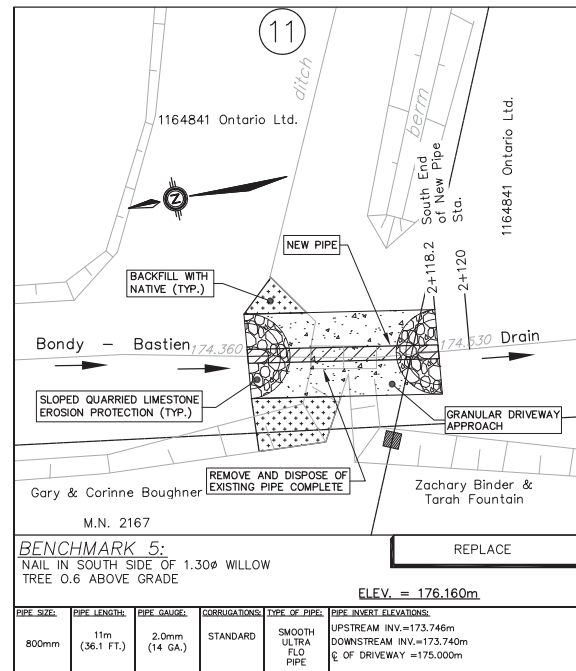 11
ditch
berm
1164841 Ontario Ltd.
1164841 Ontario Ltd.
South End
of New Pipe
Sta.
2+118.2
2+120
N
NEW PIPE
BACKFILL WITH
NATIVE (TYP.)
Bondy - Bastien
174.360
174.530
Drain
SLOPED QUARRIED LIMESTONE
EROSION PROTECTION (TYP.)
GRANULAR DRIVEWAY
APPROACH
REMOVE AND DISPOSE OF
EXISTING PIPE COMPLETE
Gary & Corinne Boughner
M.N. 2167
Zachary Binder &
Tarah Fountain
BENCHMARK 5:
NAIL IN SOUTH SIDE OF 1.30ø WILLOW
TREE 0.6 ABOVE GRADE
REPLACE
ELEV. = 176.160m
PIPE SIZE:
800mm
PIPE LENGTH:
11m
(36.1 FT.)
PIPE GAUGE:
2.0mm
(14 GA.)
CORRUGATIONS:
STANDARD
TYPE OF PIPE:
SMOOTH
ULTRA
FLO
PIPE
PIPE INVERT ELEVATIONS:
UPSTREAM INV.=173.746m
DOWNSTREAM INV.=173.740m
℄ OF DRIVEWAY =175.000m